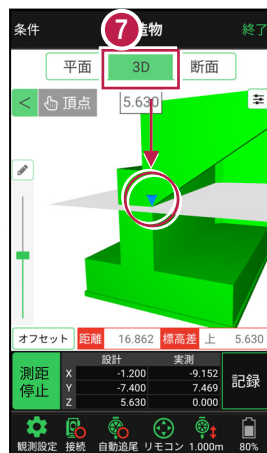 条件 7 造物 終了
平面 3D 断面
< 頂点 5.630
オフセット 距離 16.862 標高差 上 5.630
設計 実測
測距停止 X -1.200 -9.152 記録
Y -7.400 7.469
Z 5.630 0.000
観測設定 接続 自動追尾 リモコン 1.000m 80%